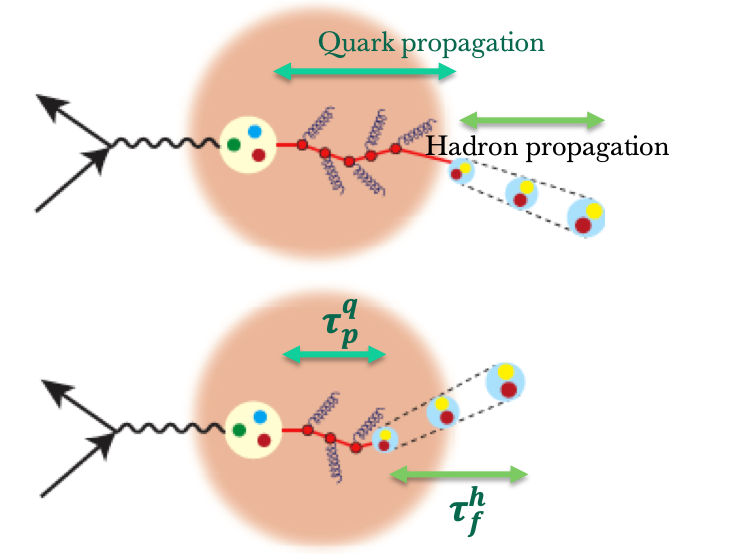 Quark propagation
Hadron propagation
τ_p^q
τ_f^h